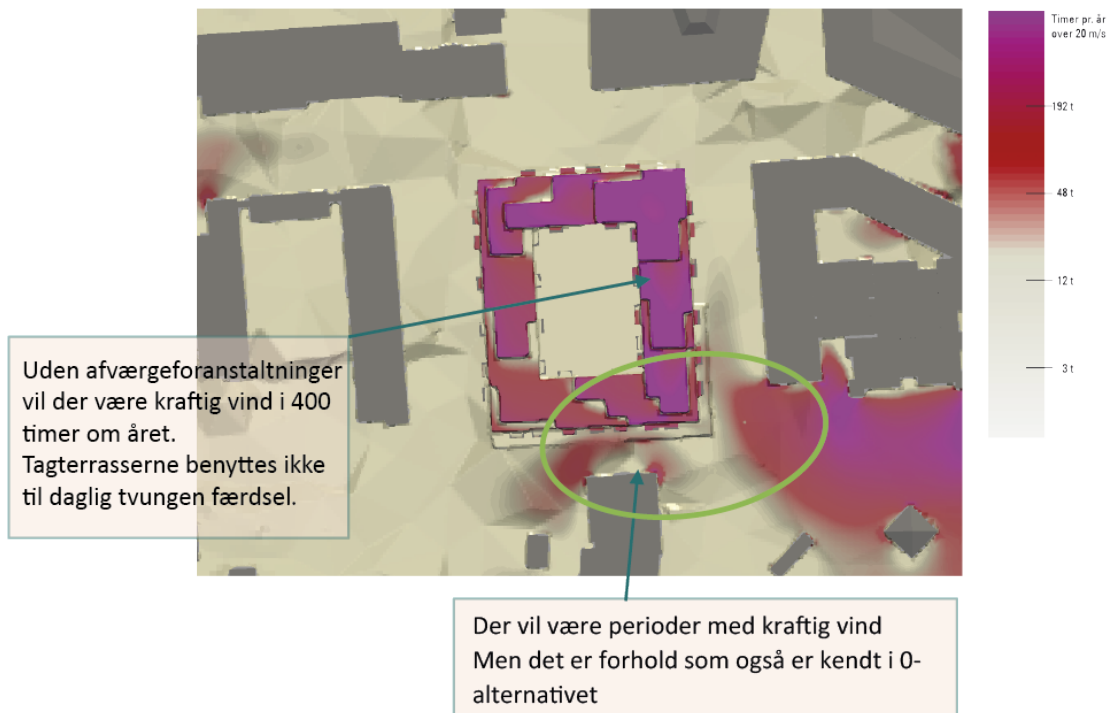 Timer pr. år
over 20 m/s
192 t
48 t
12 t
3 t
Uden afværgeforanstaltninger
vil der være kraftig vind i 400
timer om året.
Tagterrasserne benyttes ikke
til daglig tvungen færdsel.
Der vil være perioder med kraftig vind
Men det er forhold som også er kendt i 0-
alternativet